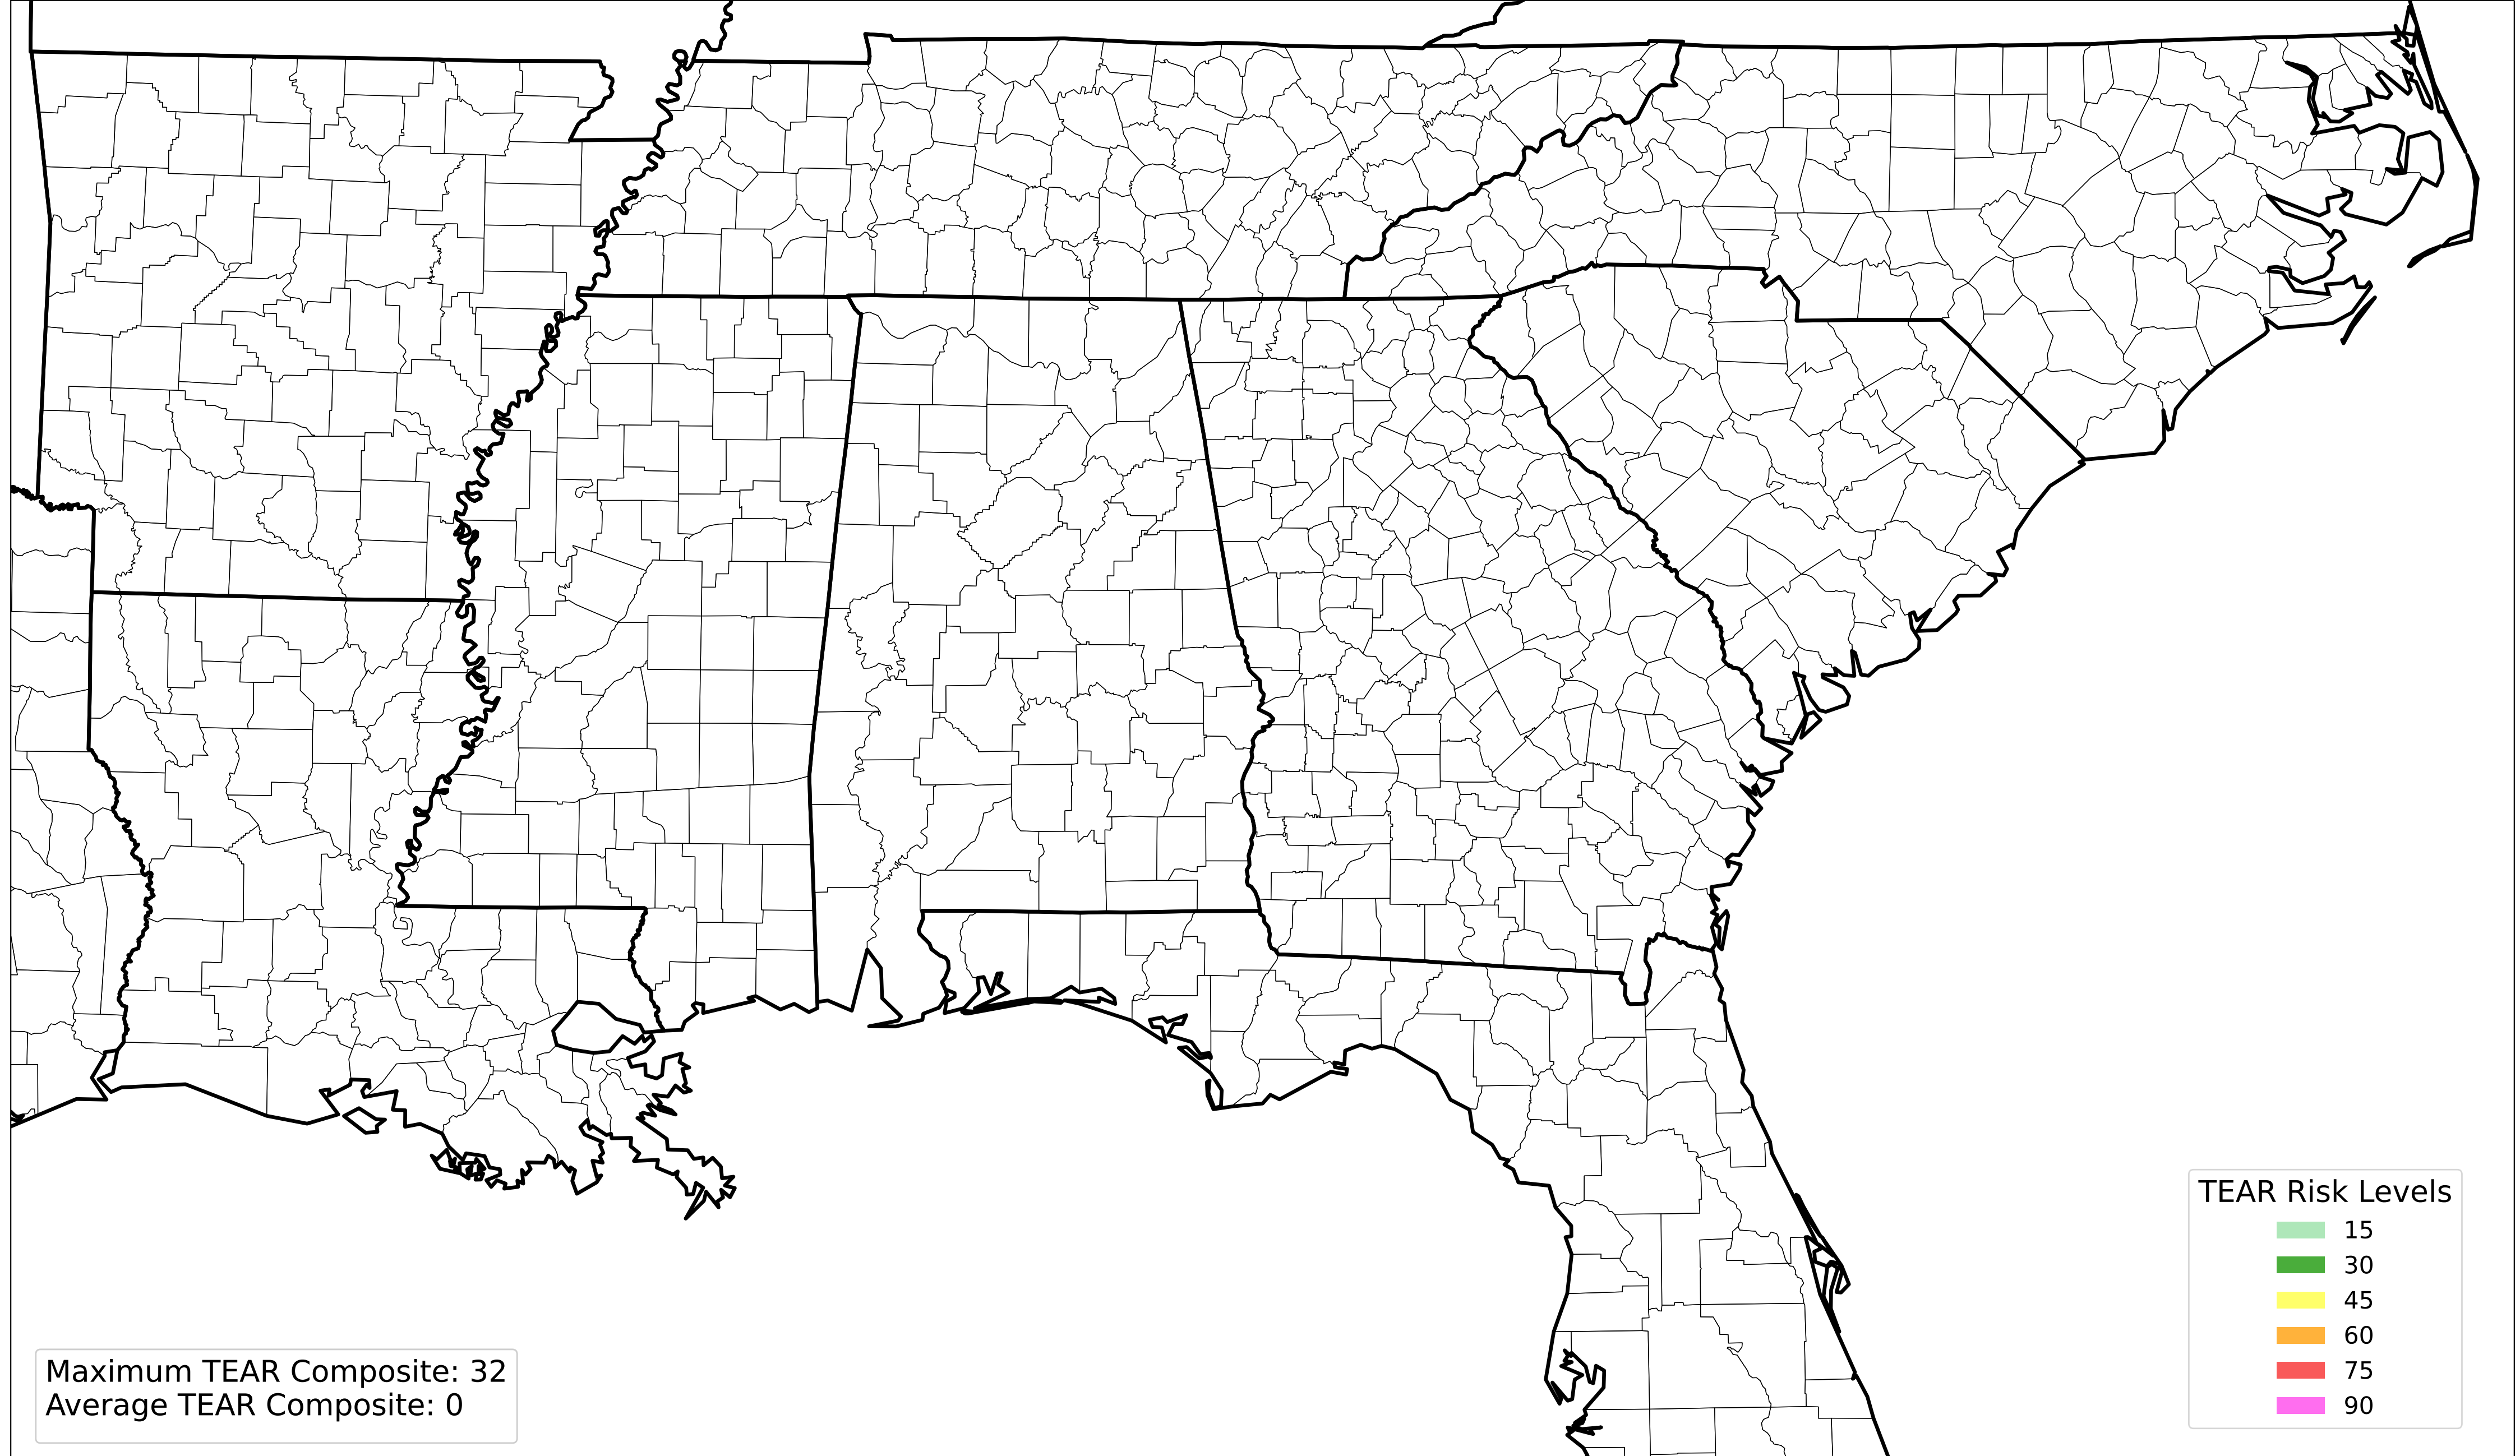 TEAR Risk Levels
15
30
45
60
75
90
Maximum TEAR Composite: 32
Average TEAR Composite: 0